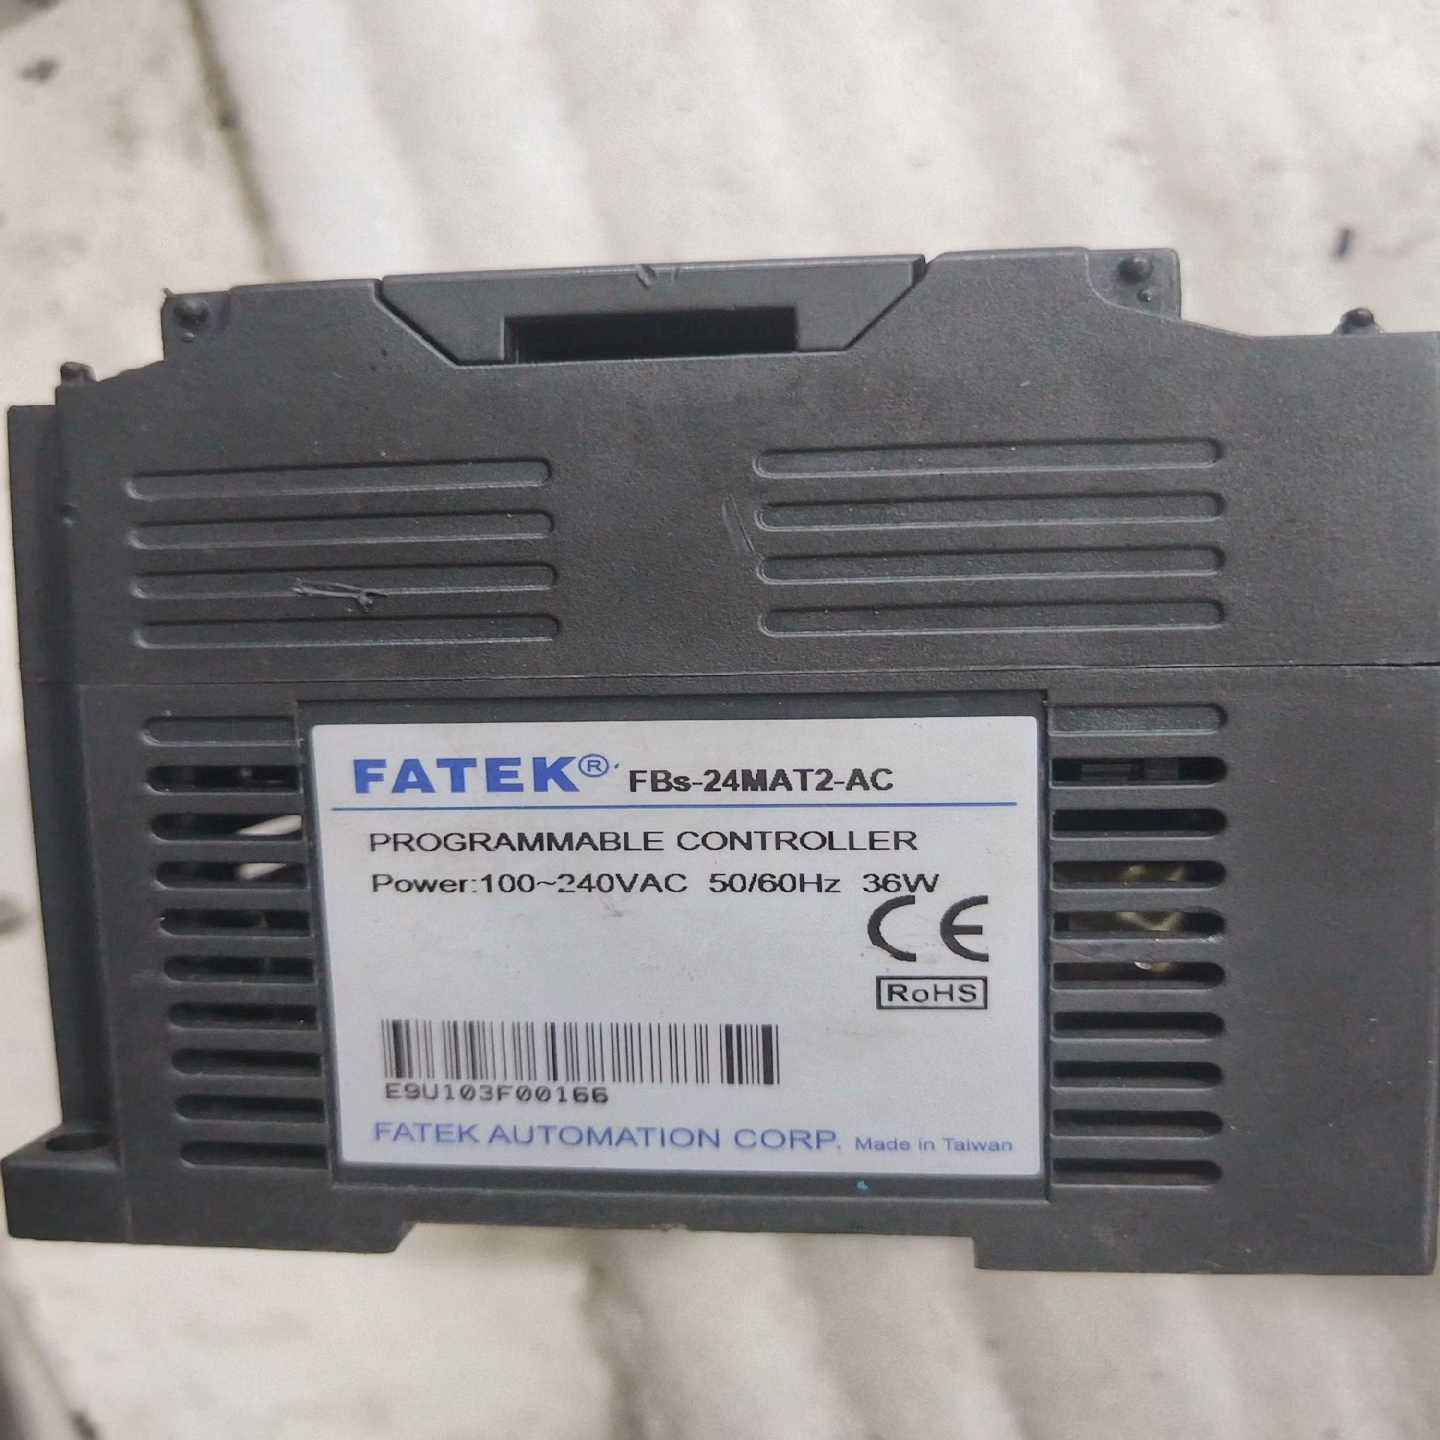 FATEK® FBs-24MAT2-AC
PROGRAMMABLE CONTROLLER
Power:100~240VAC 50/60Hz 36W
CE
RoHS
E9U103F00166
FATEK AUTOMATION CORP. Made in Taiwan